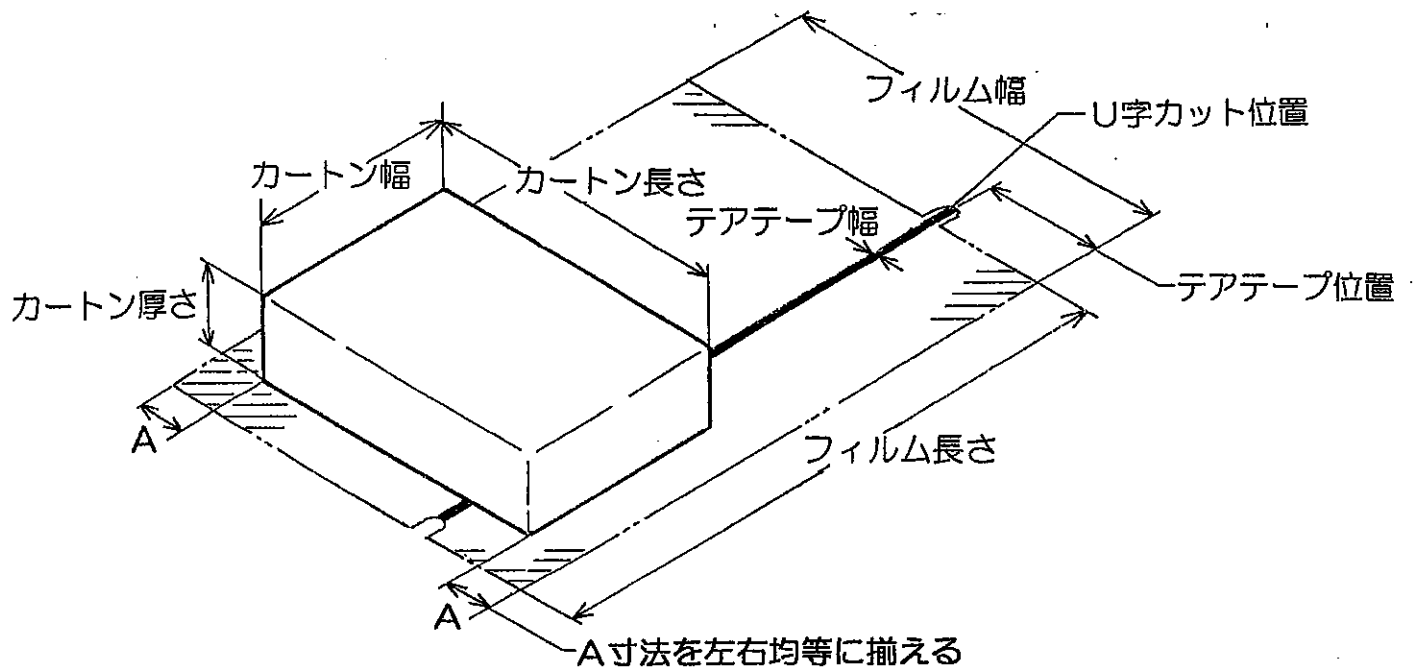 フィルム幅
U字カット位置
カートン幅
カートン長さ
テアテープ幅
テアテープ位置
カートン厚さ
A
フィルム長さ
A
A寸法を左右均等に揃える